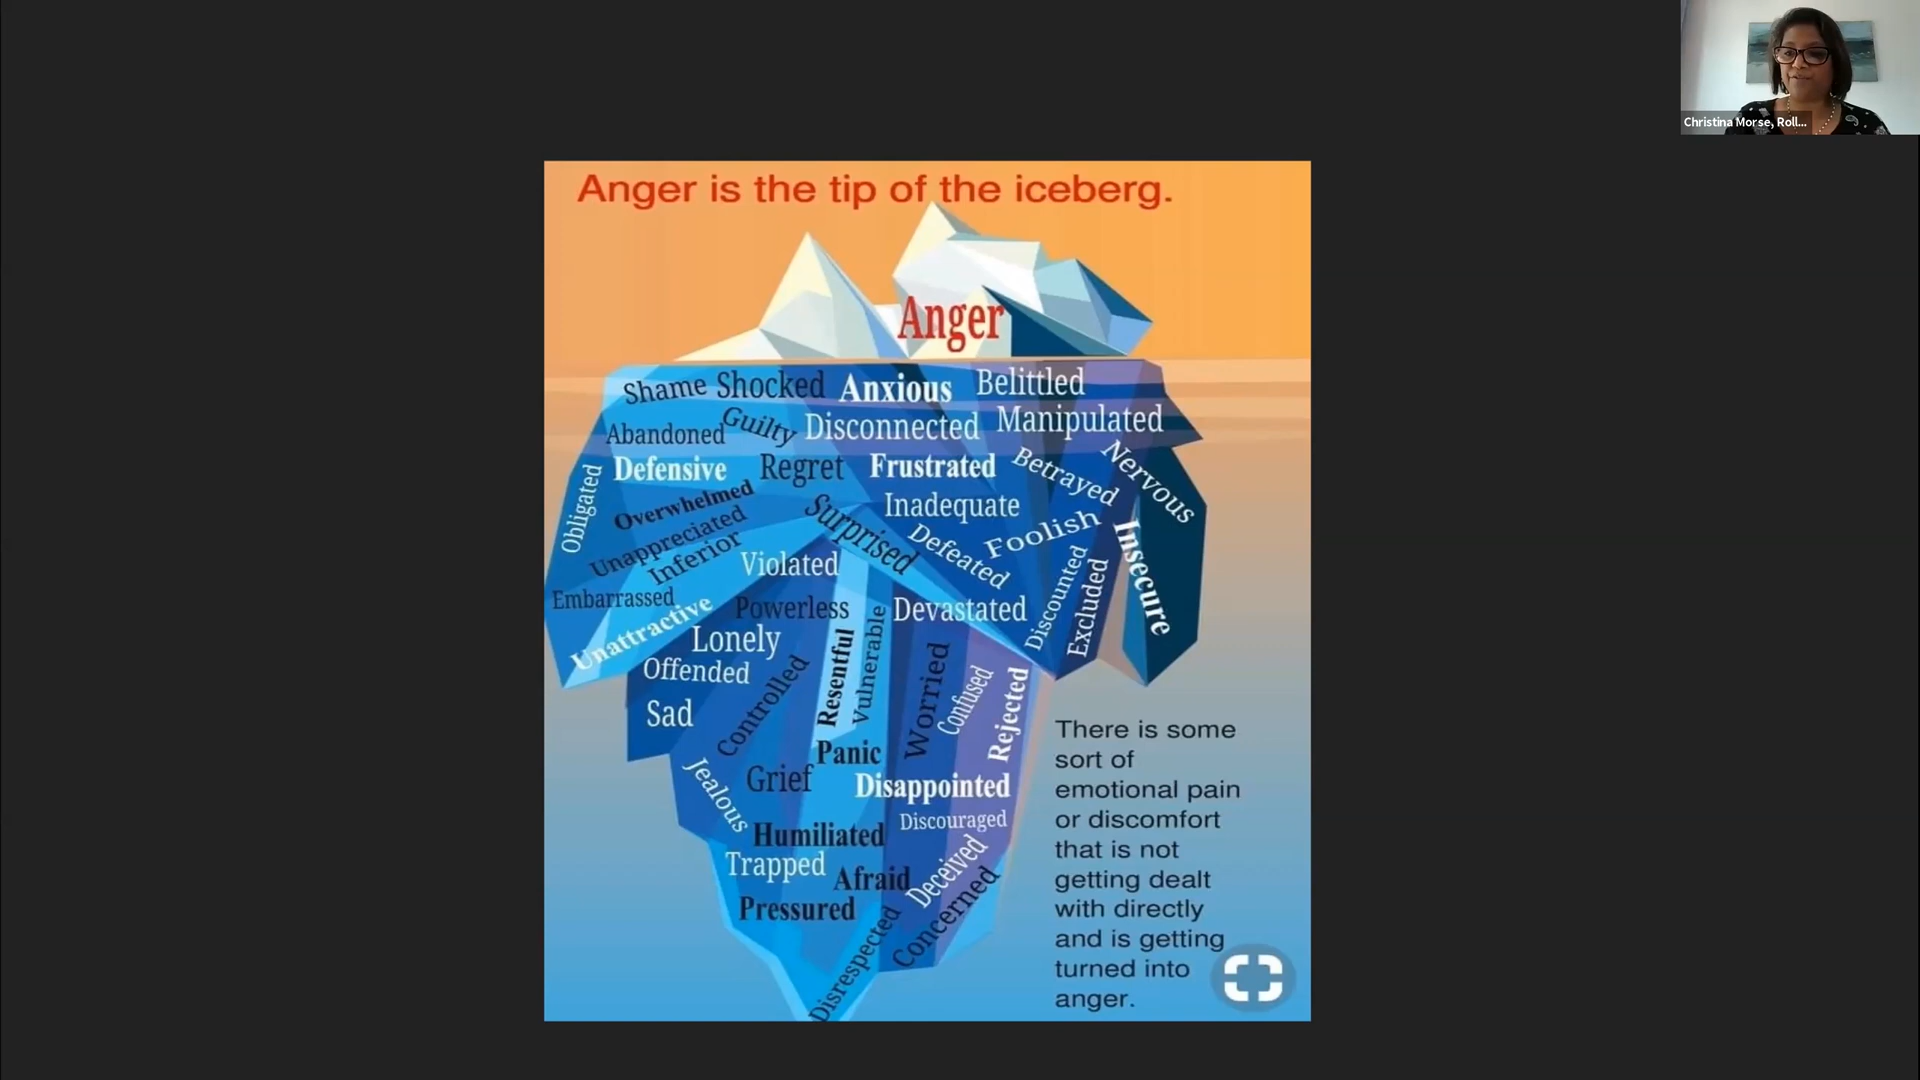 Christina Morse, Roll...
Anger is the tip of the iceberg.
Anger
Shame Shocked Anxious Belittled
Abandoned Guilty Disconnected Manipulated
Obligated Defensive Regret Frustrated Betrayed Nervous
Overwhelmed Surprised Inadequate
Unappreciated Defeated Foolish Insecure
Inferior Violated Discounted Excluded
Embarrassed Powerless Devastated
Unattractive Lonely Resentful Vulnerable
Offended Controlled Worried Confused Rejected
Sad
Panic
Jealous Grief Disappointed
Humiliated Discouraged
Trapped Afraid Deceived
Pressured Concerned
Disrespected
There is some
sort of
emotional pain
or discomfort
that is not
getting dealt
with directly
and is getting
turned into
anger.